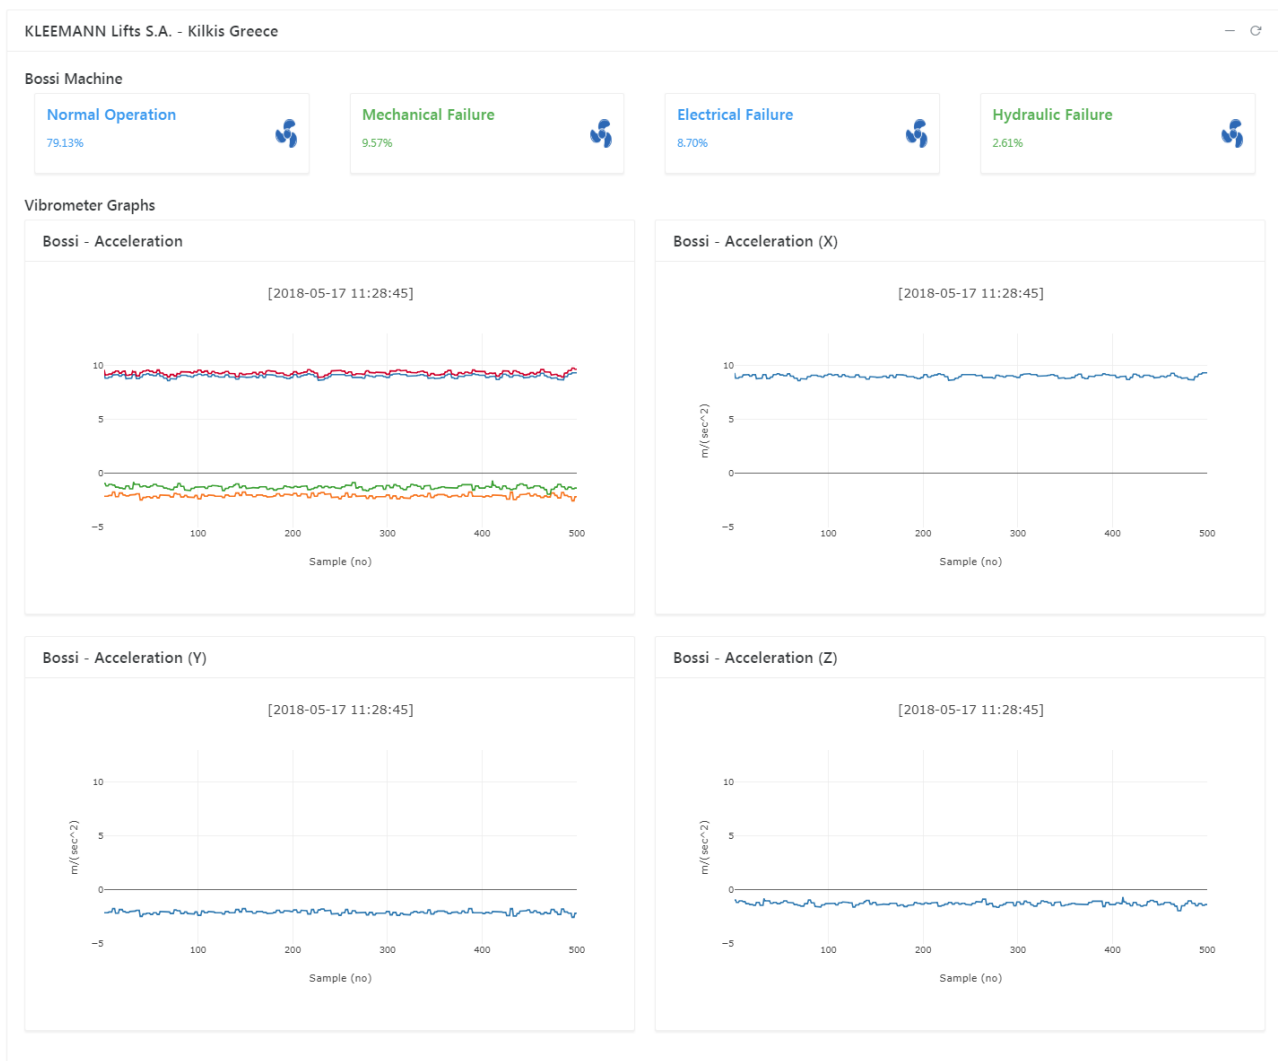 KLEEMANN Lifts S.A. - Kilkis Greece
Bossi Machine
Normal Operation
79.13%
Mechanical Failure
9.57%
Electrical Failure
8.70%
Hydraulic Failure
2.61%
Vibrometer Graphs
Bossi - Acceleration
[2018-05-17 11:28:45]
10
5
0
−5
100 200 300 400 500
Sample (no)
Bossi - Acceleration (X)
[2018-05-17 11:28:45]
m/(sec^2)
10
5
0
−5
100 200 300 400 500
Sample (no)
Bossi - Acceleration (Y)
[2018-05-17 11:28:45]
m/(sec^2)
10
5
0
−5
100 200 300 400 500
Sample (no)
Bossi - Acceleration (Z)
[2018-05-17 11:28:45]
m/(sec^2)
10
5
0
−5
100 200 300 400 500
Sample (no)